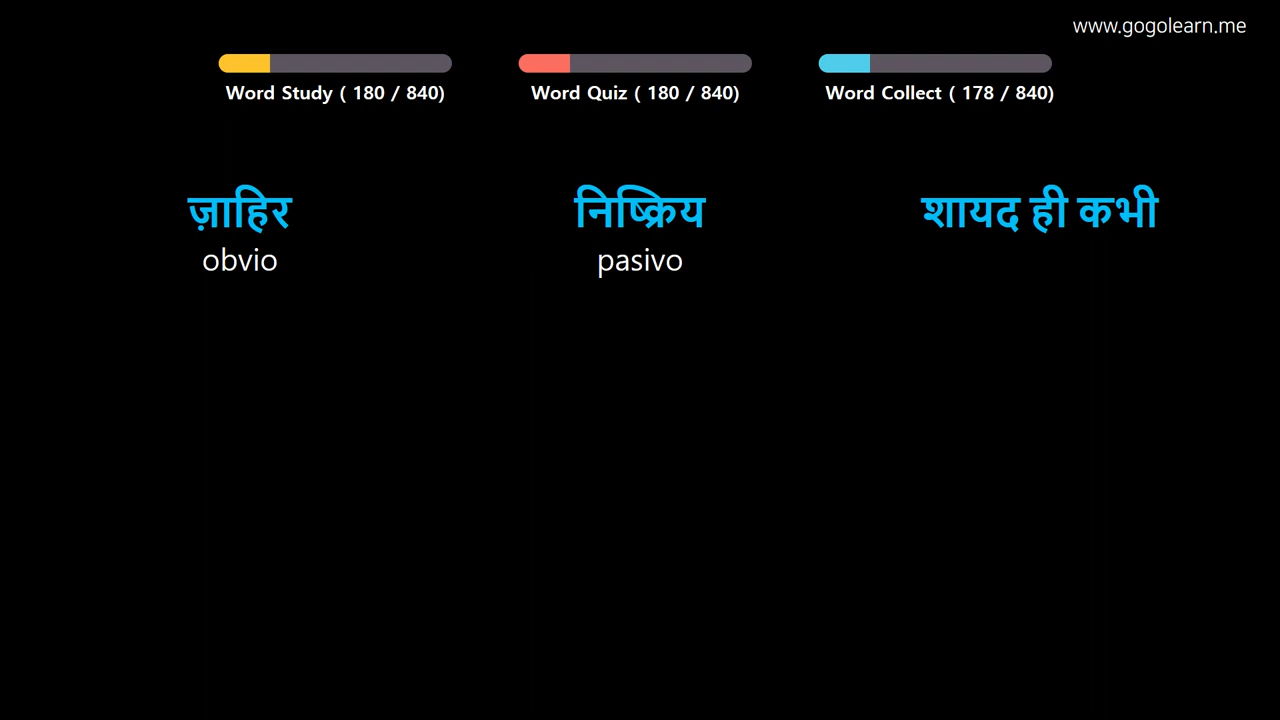 www.gogolearn.me
Word Study ( 180 / 840)
Word Quiz ( 180 / 840)
Word Collect ( 178 / 840)
ज़ाहिर
obvio
निष्क्रिय
pasivo
शायद ही कभी